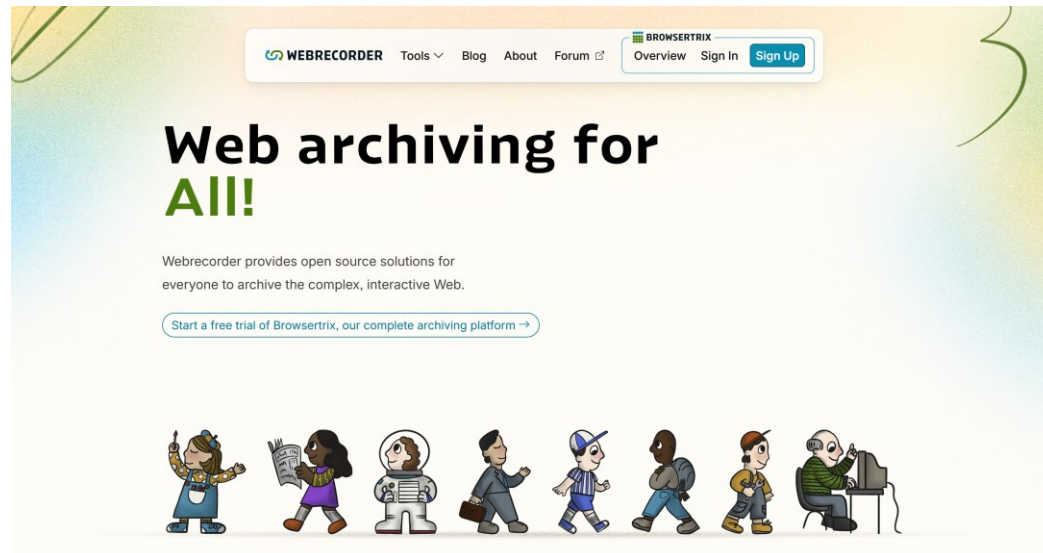 WEBRECORDER Tools Blog About Forum
BROWSERTRIX
Overview Sign In Sign Up
Web archiving for
All!
Webrecorder provides open source solutions for
everyone to archive the complex, interactive Web.
Start a free trial of Browsertrix, our complete archiving platform →